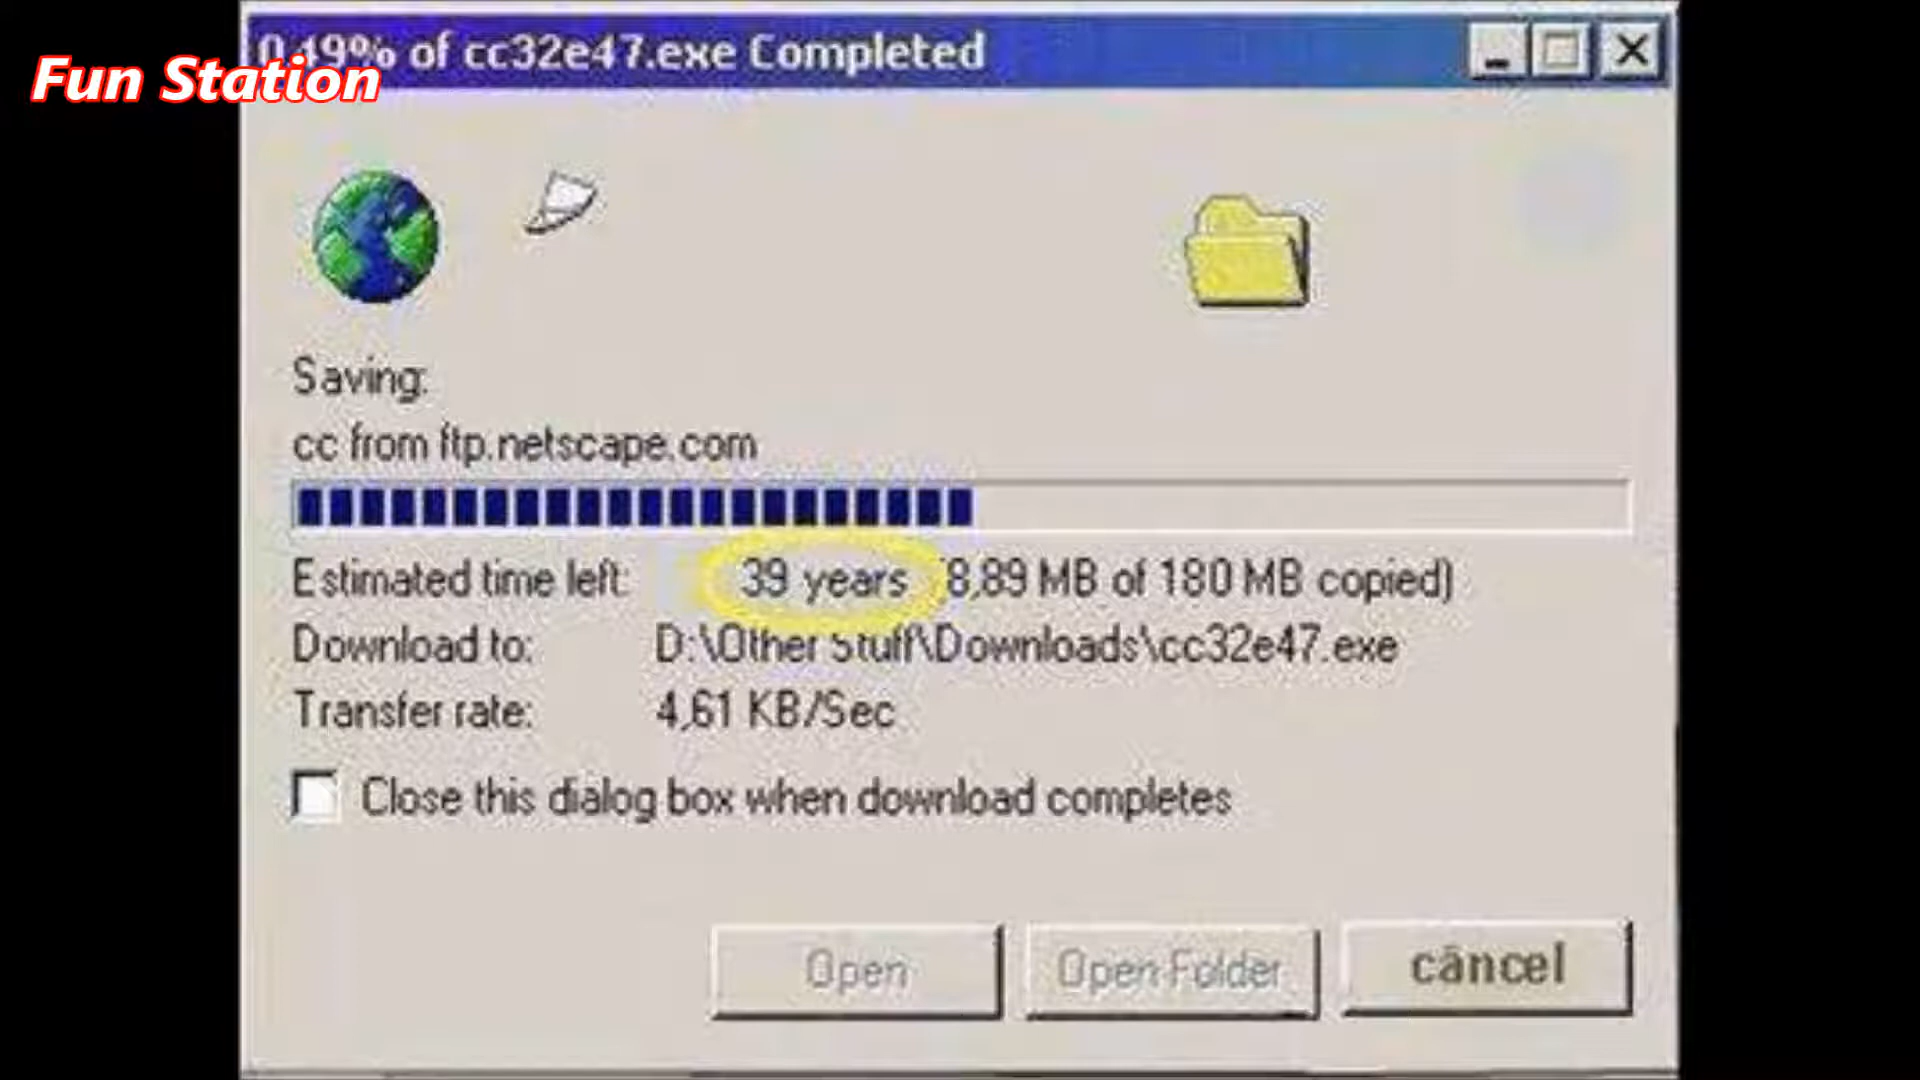 0.49% of cc32e47.exe Completed
Fun Station
Saving:
cc from ftp.netscape.com
Estimated time left: 39 years (8,89 MB of 180 MB copied)
Download to: D:\Other Stuff\Downloads\cc32e47.exe
Transfer rate: 4,61 KB/Sec
Close this dialog box when download completes
Open Open Folder cancel